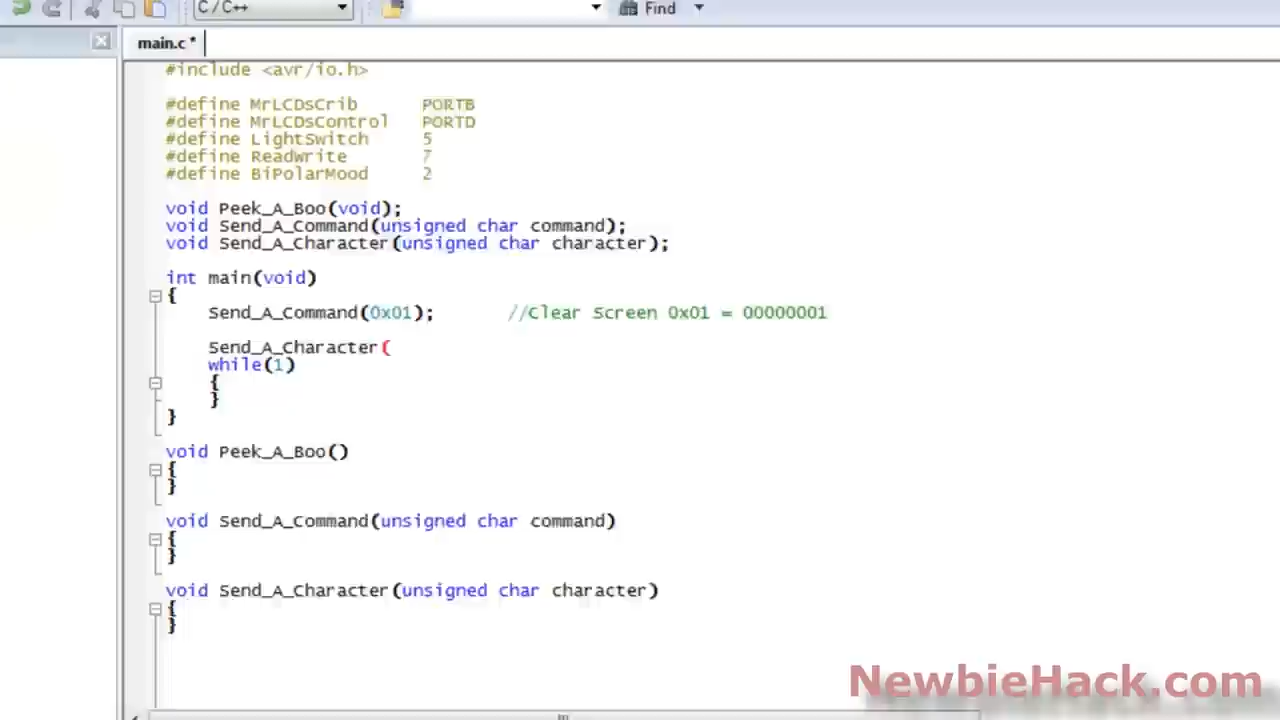 C/C++ Find
main.c *
#include <avr/io.h>
#define MrLCDsCrib PORTB
#define MrLCDsControl PORTD
#define LightSwitch 5
#define ReadWrite 7
#define BiPolarMood 2
void Peek_A_Boo(void);
void Send_A_Command(unsigned char command);
void Send_A_Character(unsigned char character);
int main(void)
{
Send_A_Command(0x01); //Clear Screen 0x01 = 00000001
Send_A_Character(
while(1)
{
}
}
void Peek_A_Boo()
{
}
void Send_A_Command(unsigned char command)
{
}
void Send_A_Character(unsigned char character)
{
}
NewbieHack.com